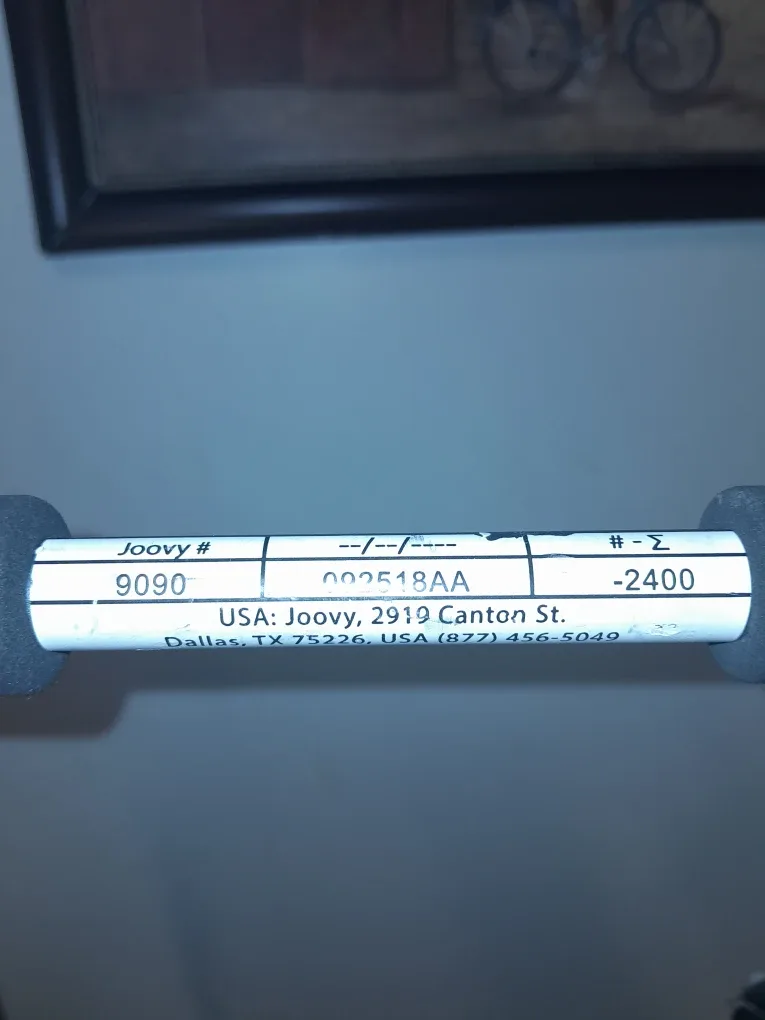 Joovy # --/--/---- # - Σ
9090 092518AA -2400
USA: Joovy, 2919 Canton St.
Dallas, TX 75226, USA (877) 456-5049